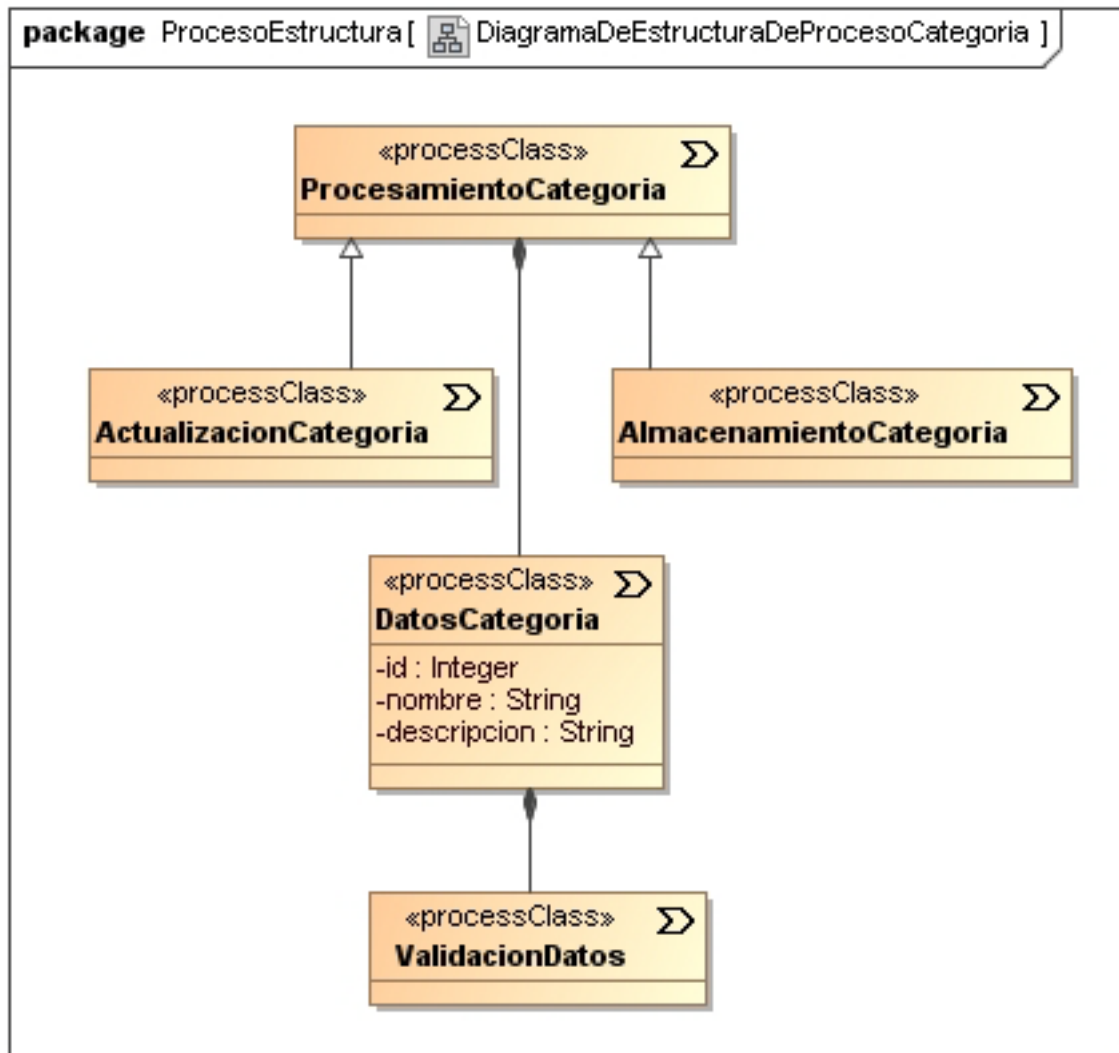 package ProcesoEstructura[ DiagramaDeEstructuraDeProcesoCategoria ]
«processClass»
ProcesamientoCategoria
«processClass»
ActualizacionCategoria
«processClass»
AlmacenamientoCategoria
«processClass»
DatosCategoria
-id : Integer
-nombre : String
-descripcion : String
«processClass»
ValidacionDatos